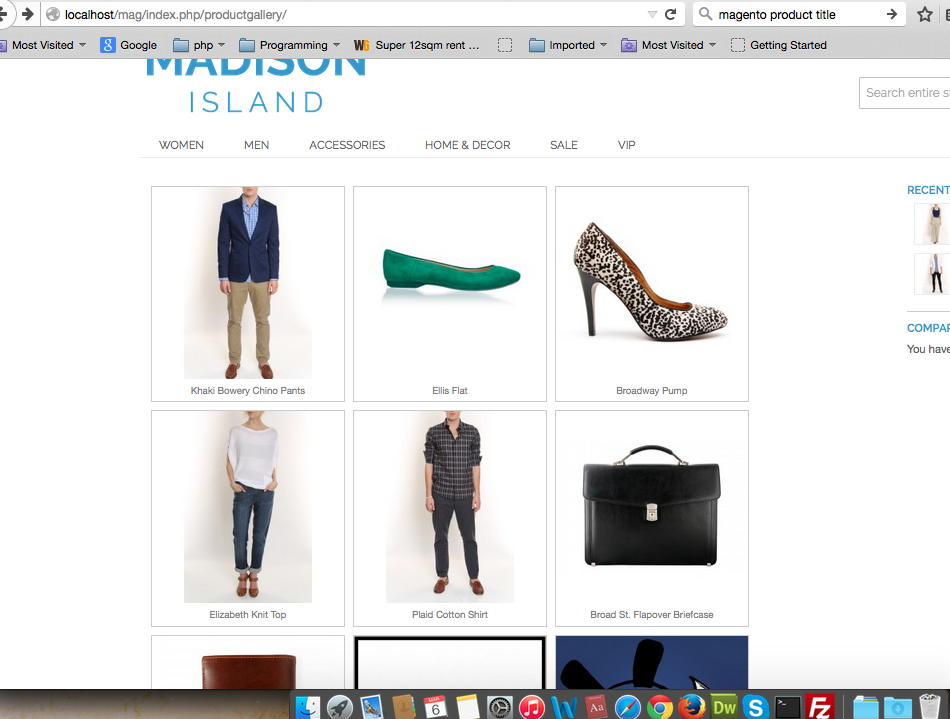 localhost/mag/index.php/productgallery/
magento product title
Most Visited
Google
php
Programming
Super 12sqm rent ...
Imported
Most Visited
Getting Started
MADISON
ISLAND
Search entire s
WOMEN MEN ACCESSORIES HOME & DECOR SALE VIP
RECENT
Khaki Bowery Chino Pants
Ellis Flat
Broadway Pump
COMPA
You have
Elizabeth Knit Top
Plaid Cotton Shirt
Broad St. Flapover Briefcase
6
Aa
Dw
S
Fz